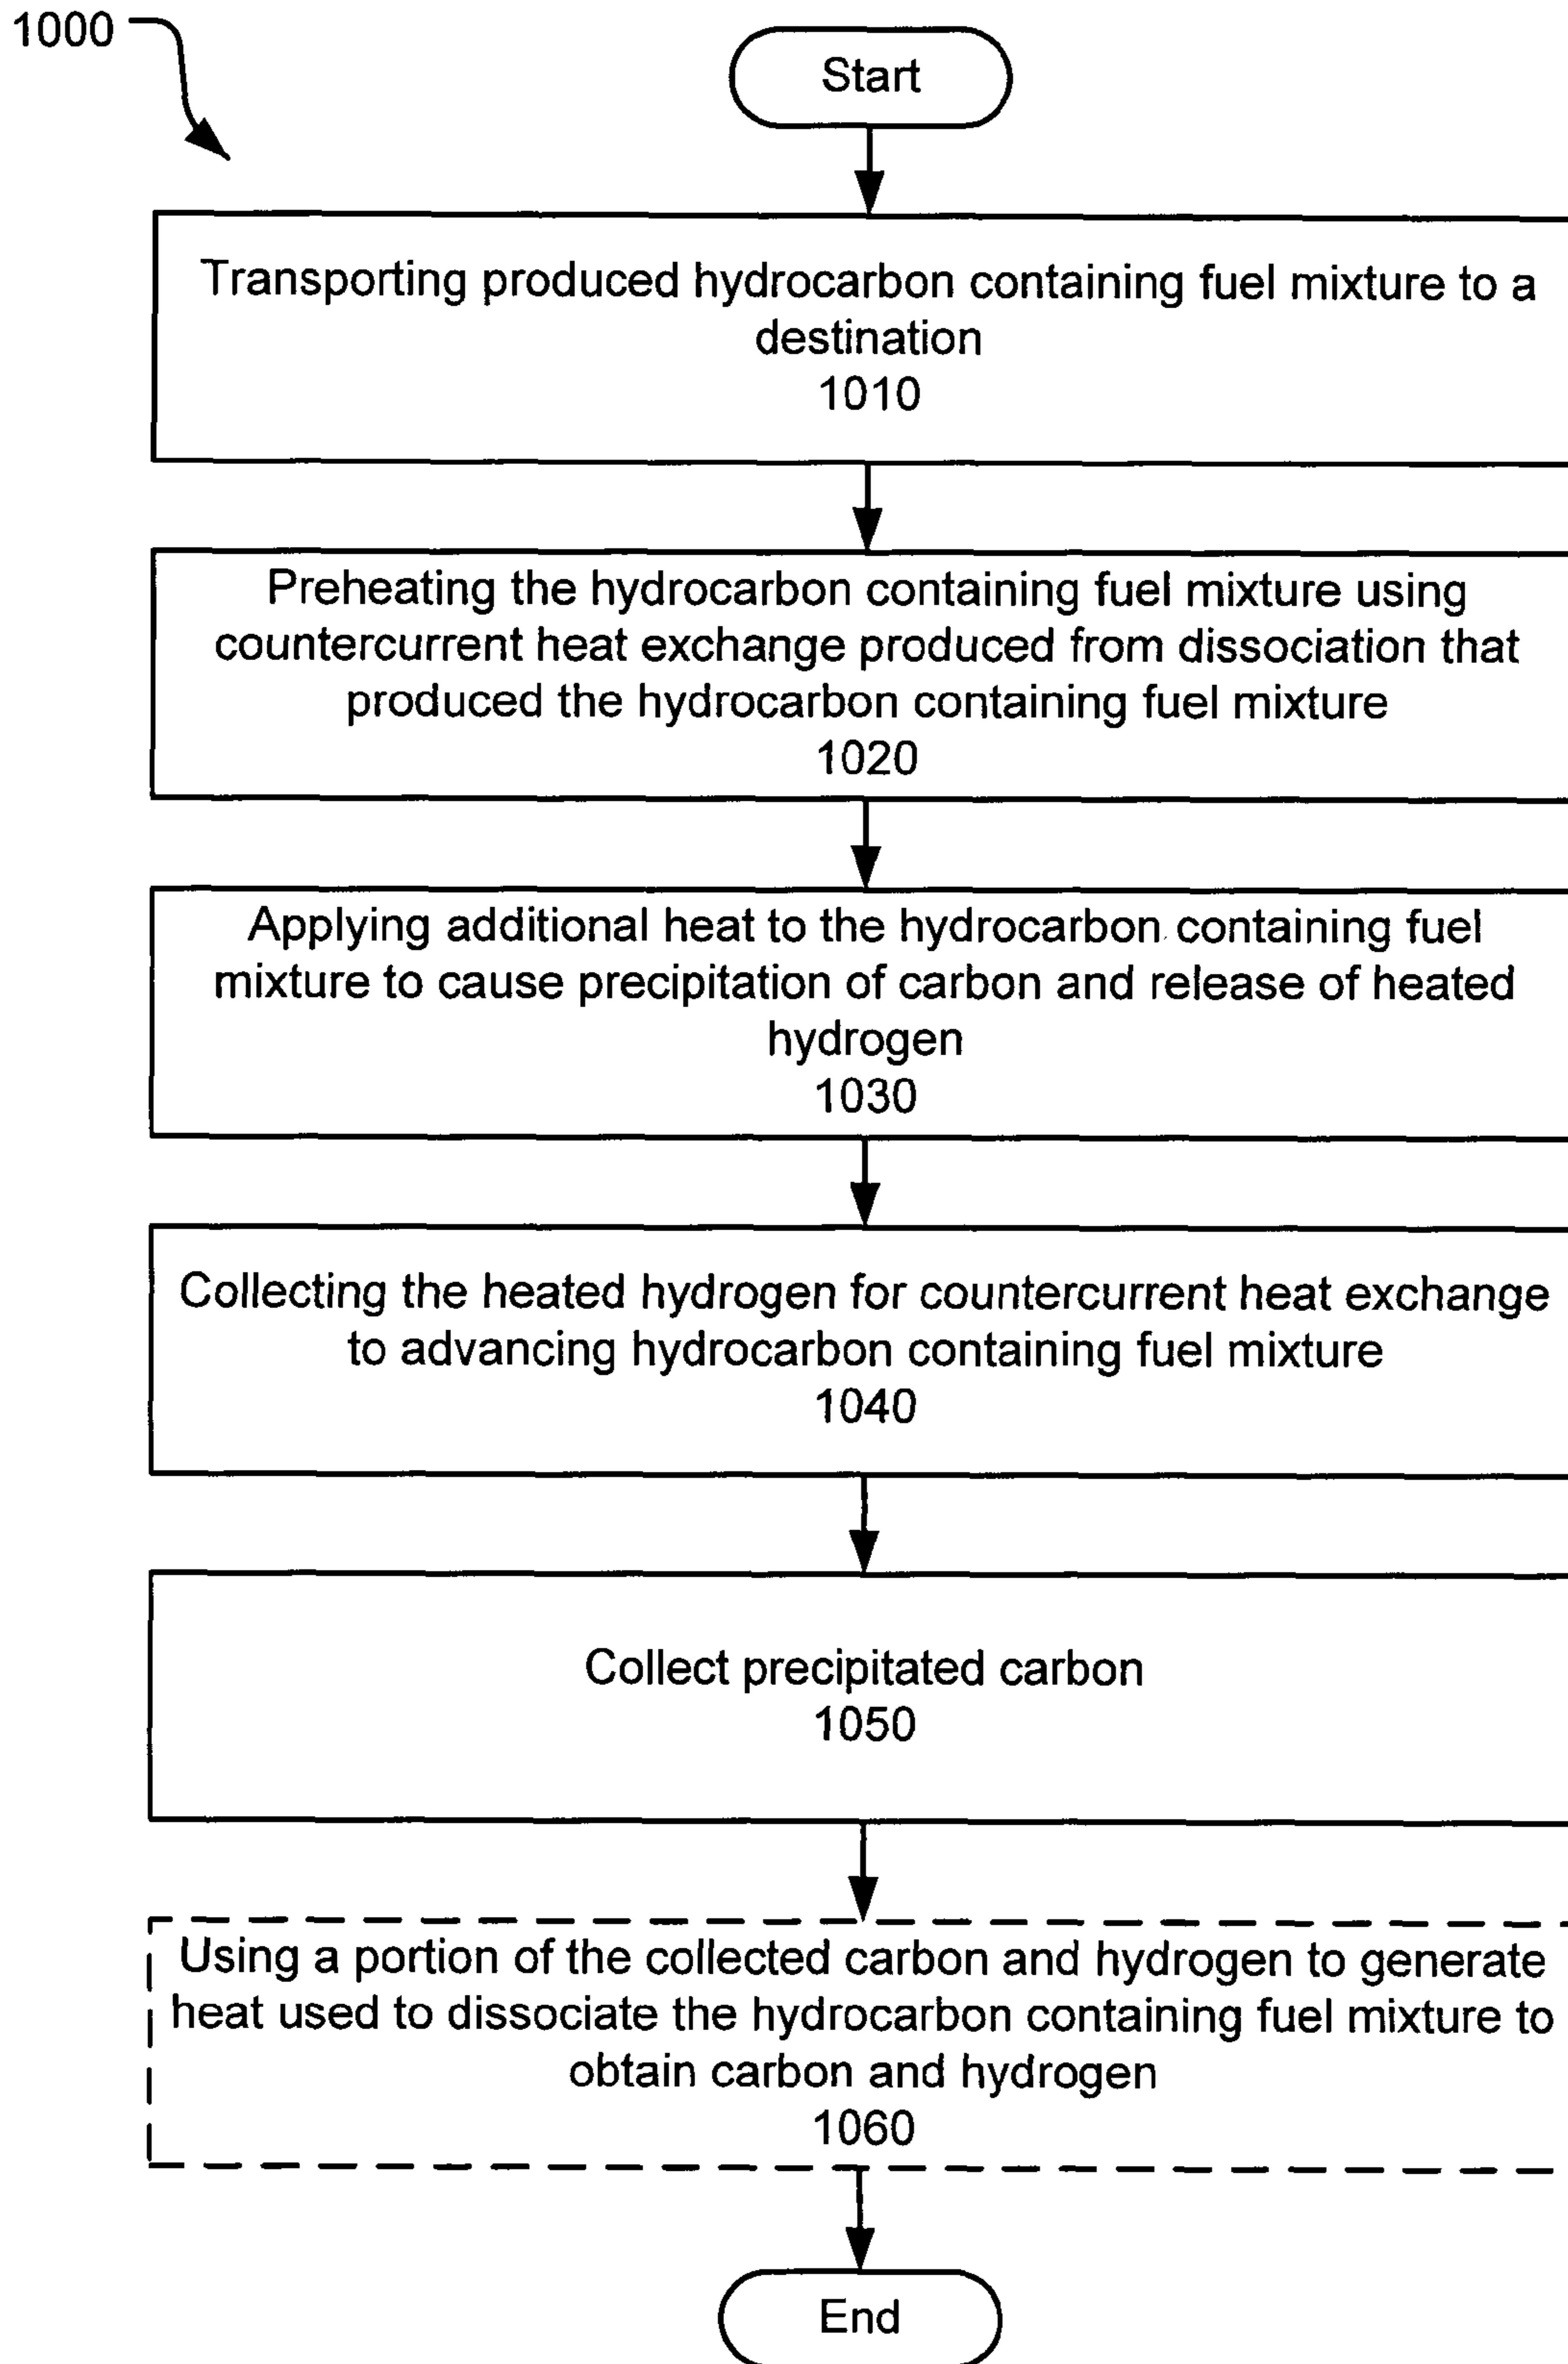 1000
Start
Transporting produced hydrocarbon containing fuel mixture to a
destination
1010
Preheating the hydrocarbon containing fuel mixture using
countercurrent heat exchange produced from dissociation that
produced the hydrocarbon containing fuel mixture
1020
Applying additional heat to the hydrocarbon containing fuel
mixture to cause precipitation of carbon and release of heated
hydrogen
1030
Collecting the heated hydrogen for countercurrent heat exchange
to advancing hydrocarbon containing fuel mixture
1040
Collect precipitated carbon
1050
Using a portion of the collected carbon and hydrogen to generate
heat used to dissociate the hydrocarbon containing fuel mixture to
obtain carbon and hydrogen
1060
End